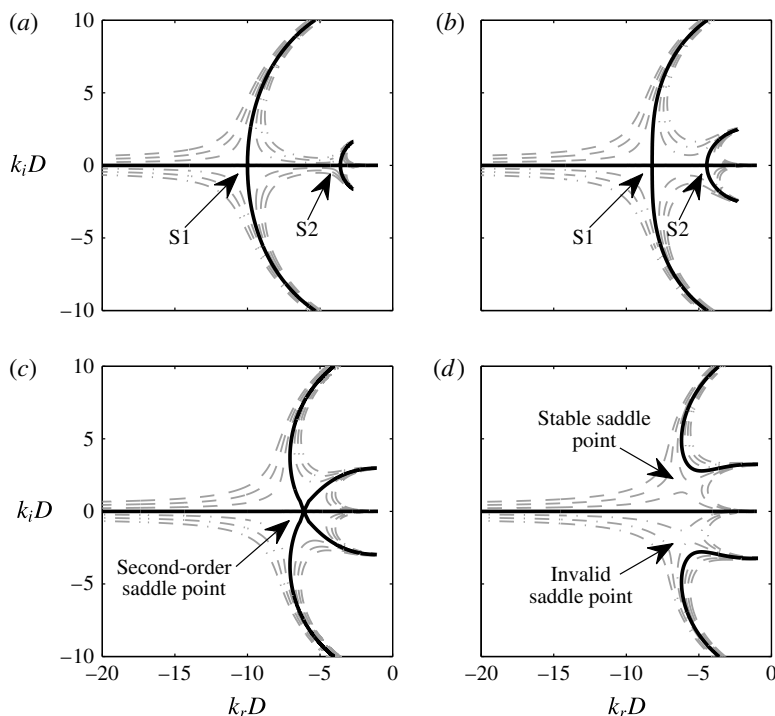 (a)
10
5
0
−5
−10
k_iD
S1
S2
(b)
S1
S2
(c)
10
5
0
−5
−10
−20
−15
−10
−5
0
k_iD
k_rD
Second-order
saddle point
(d)
−20
−15
−10
−5
0
k_rD
Stable saddle
point
Invalid
saddle point